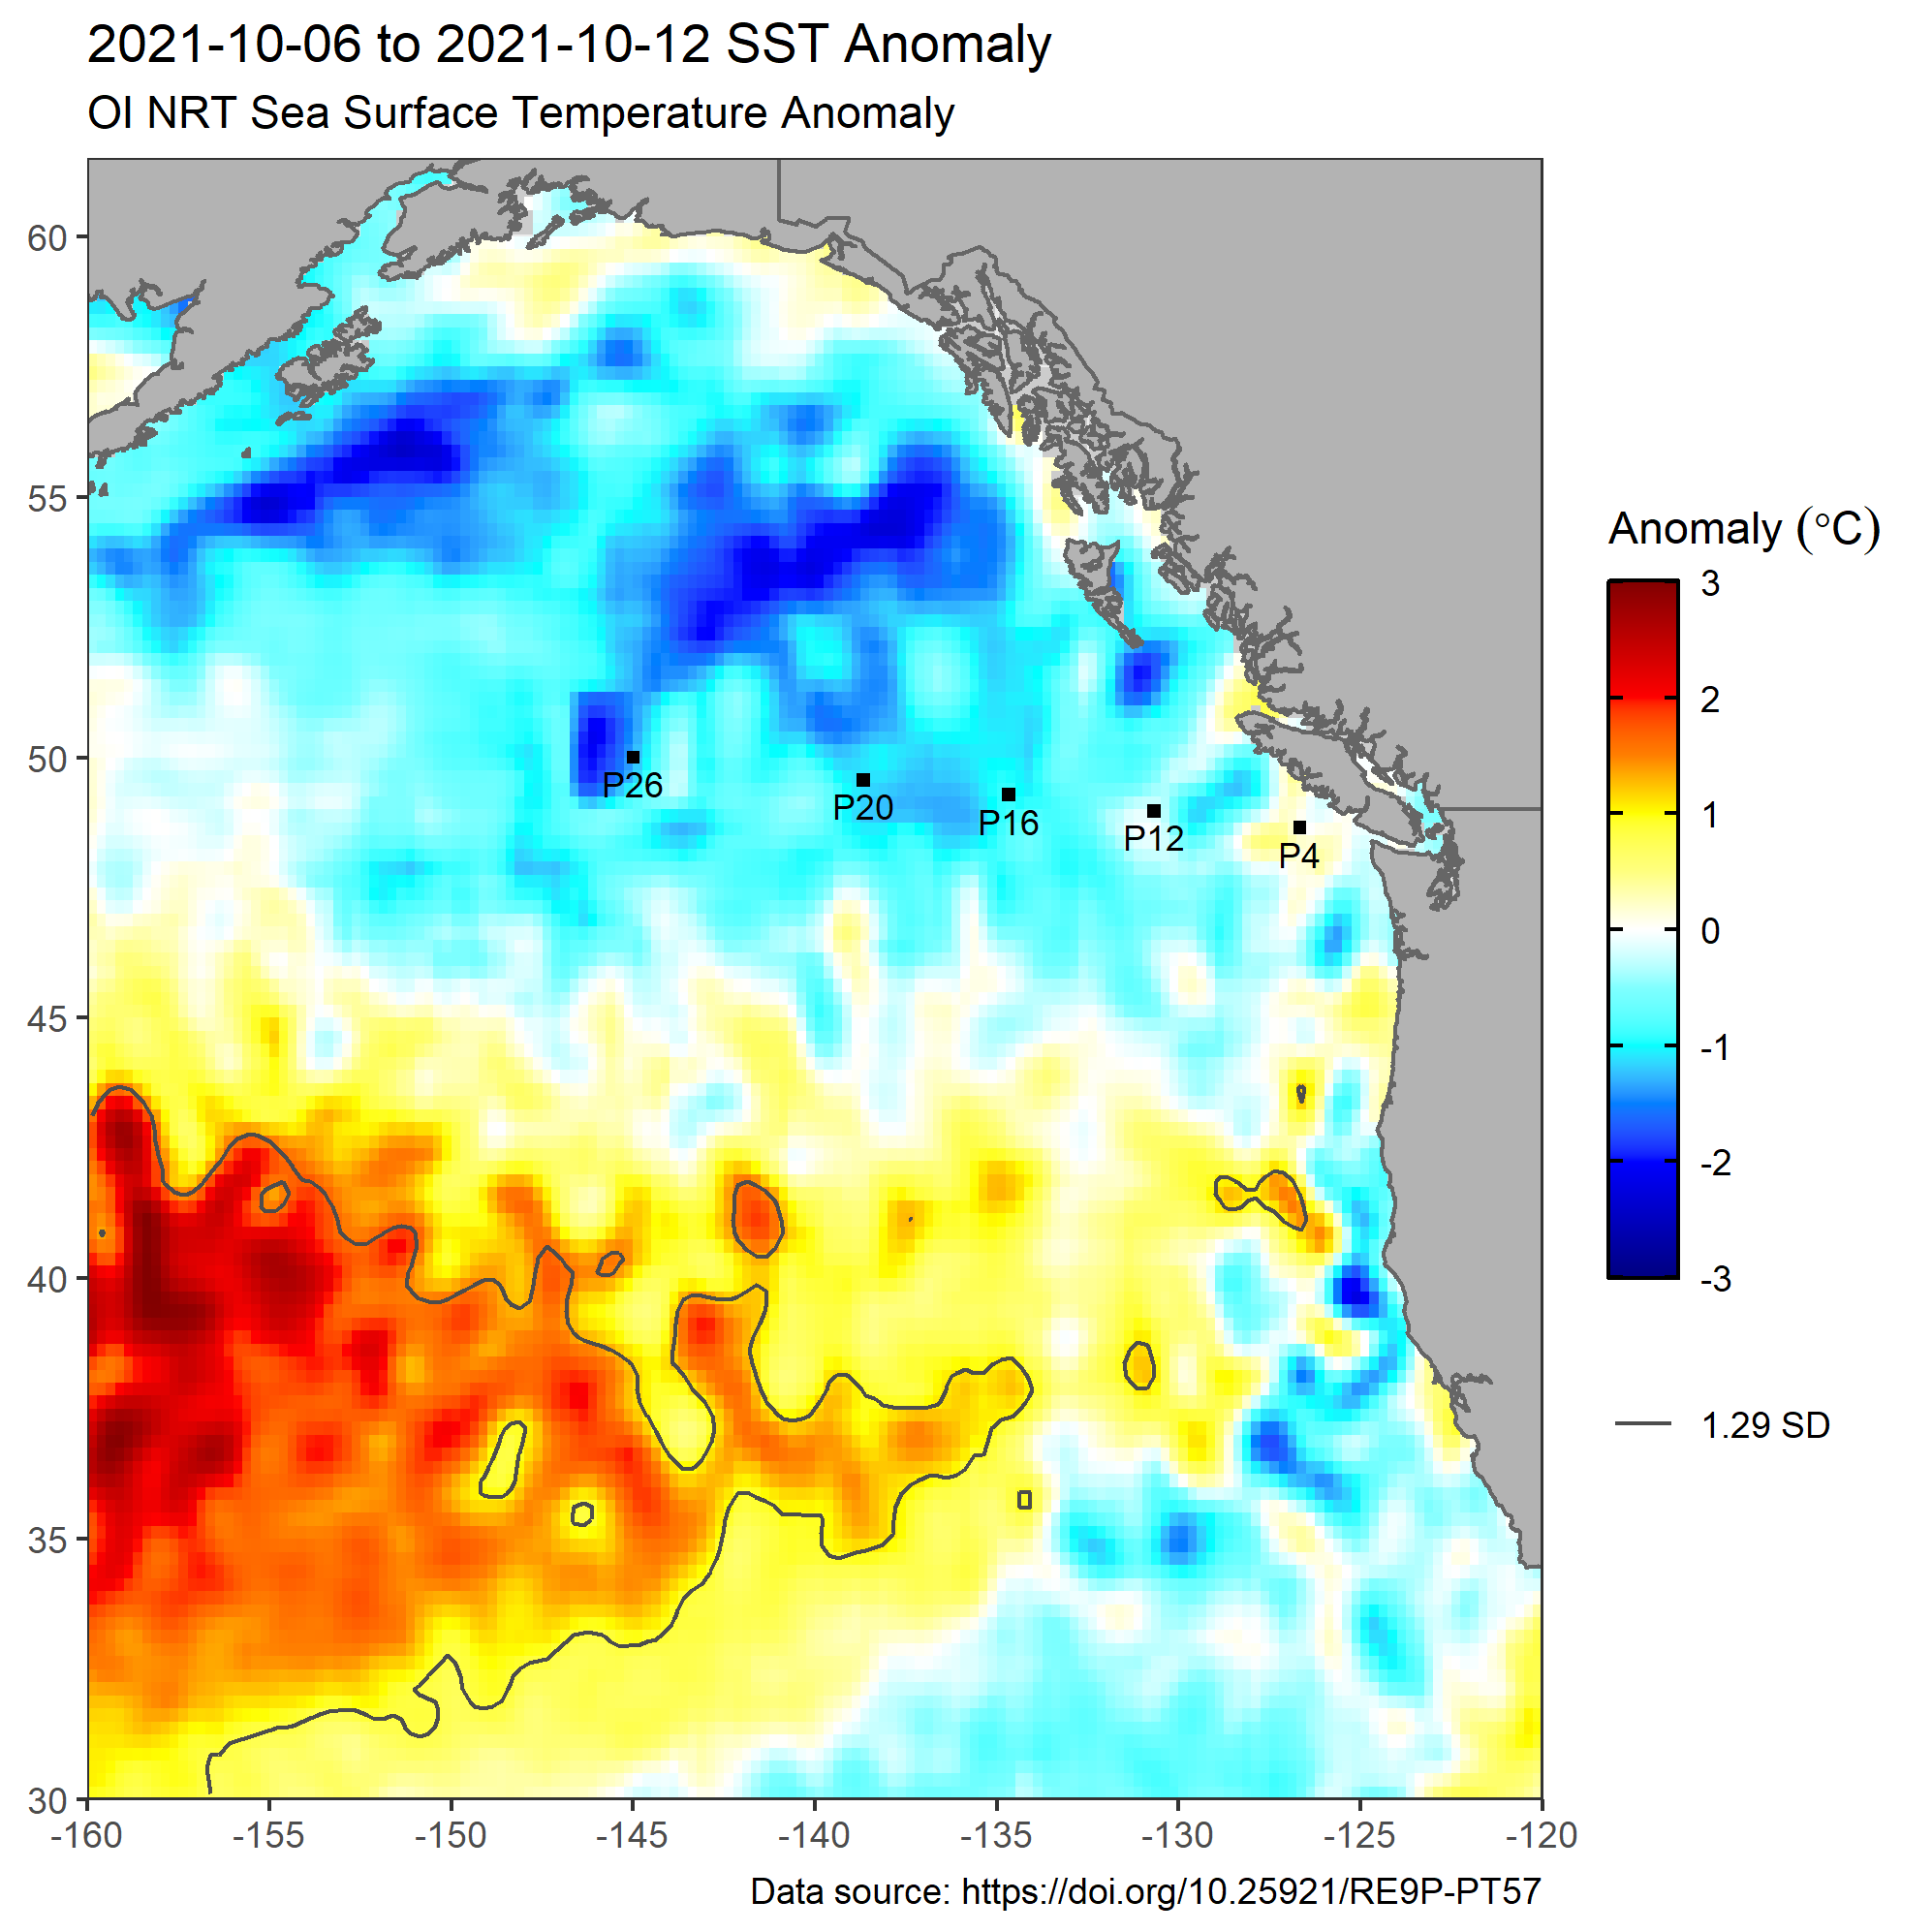 2021-10-06 to 2021-10-12 SST Anomaly
OI NRT Sea Surface Temperature Anomaly
60
55
50
45
40
35
30
-160
-155
-150
-145
-140
-135
-130
-125
-120
P26
P20
P16
P12
P4
Anomaly (°C)
3
2
1
0
-1
-2
-3
1.29 SD
Data source: https://doi.org/10.25921/RE9P-PT57